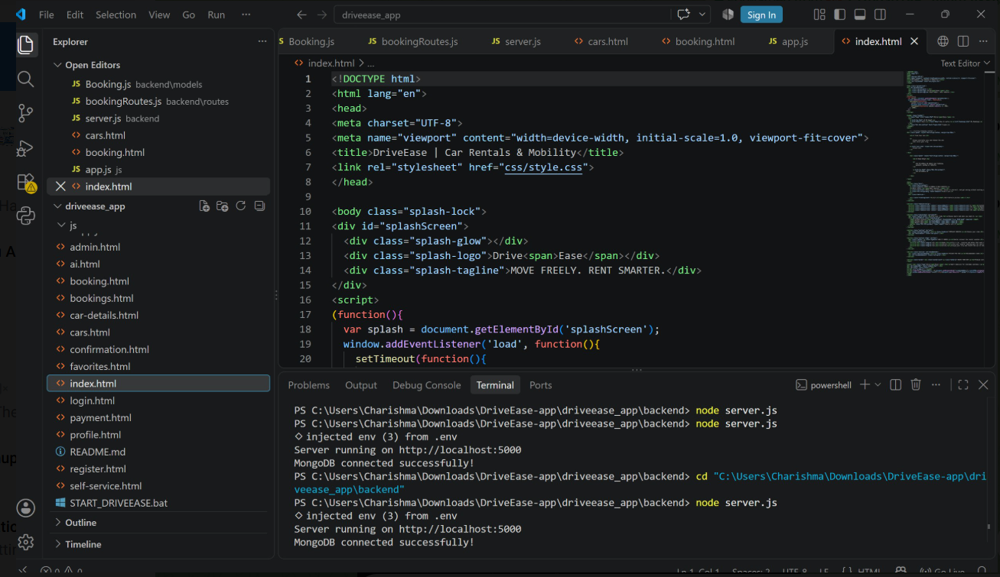 File Edit Selection View Go Run ··· driveease_app Sign In
Explorer ···
Open Editors
JS Booking.js backend\models
JS bookingRoutes.js backend\routes
JS server.js backend
<> cars.html
<> booking.html
JS app.js js
<> index.html
driveease_app
js
<> admin.html
<> ai.html
<> booking.html
<> bookings.html
<> car-details.html
<> cars.html
<> confirmation.html
<> favorites.html
<> index.html
<> login.html
<> payment.html
<> profile.html
README.md
<> register.html
<> self-service.html
START_DRIVEEASE.bat
Outline
Timeline
S Booking.js JS bookingRoutes.js JS server.js <> cars.html <> booking.html JS app.js <> index.html
<> index.html > ... Text Editor
1 <!DOCTYPE html>
2 <html lang="en">
3 <head>
4 <meta charset="UTF-8">
5 <meta name="viewport" content="width=device-width, initial-scale=1.0, viewport-fit=cover">
6 <title>DriveEase | Car Rentals & Mobility</title>
7 <link rel="stylesheet" href="css/style.css">
8 </head>
9
10 <body class="splash-lock">
11 <div id="splashScreen">
12 <div class="splash-glow"></div>
13 <div class="splash-logo">Drive<span>Ease</span></div>
14 <div class="splash-tagline">MOVE FREELY. RENT SMARTER.</div>
15 </div>
16 <script>
17 (function(){
18 var splash = document.getElementById('splashScreen');
19 window.addEventListener('load', function(){
20 setTimeout(function(){
Problems Output Debug Console Terminal Ports powershell
PS C:\Users\Charishma\Downloads\DriveEase-app\driveease_app\backend> node server.js
PS C:\Users\Charishma\Downloads\DriveEase-app\driveease_app\backend> node server.js
◇ injected env (3) from .env
Server running on http://localhost:5000
MongoDB connected successfully!
PS C:\Users\Charishma\Downloads\DriveEase-app\driveease_app\backend> cd "C:\Users\Charishma\Downloads\DriveEase-app\dri
veease_app\backend"
PS C:\Users\Charishma\Downloads\DriveEase-app\driveease_app\backend> node server.js
◇ injected env (3) from .env
Server running on http://localhost:5000
MongoDB connected successfully!
Ln 1, Col 1 Spaces: 2 UTF-8 LF {} HTML Go Live